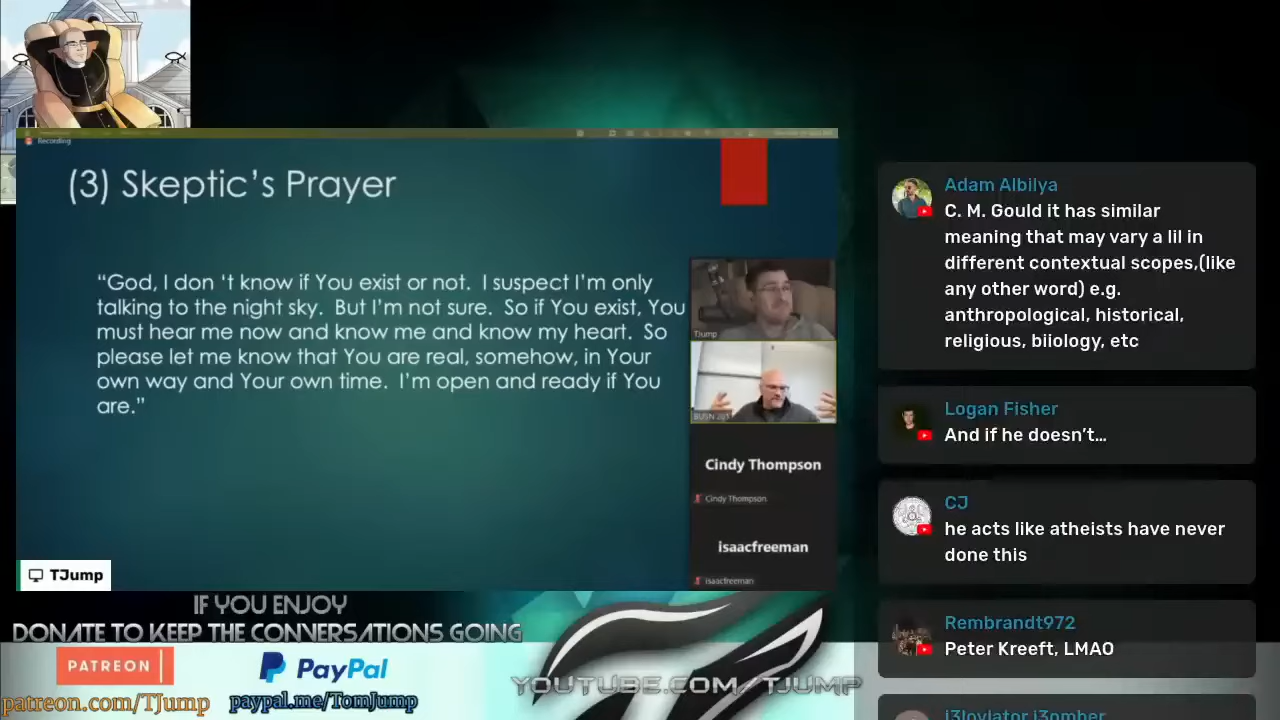 Recording
(3) Skeptic's Prayer
“God, I don ‘t know if You exist or not. I suspect I’m only
talking to the night sky. But I’m not sure. So if You exist, You
must hear me now and know me and know my heart. So
please let me know that You are real, somehow, in Your
own way and Your own time. I’m open and ready if You
are.”
TJump
BUSN 203
Cindy Thompson
Cindy Thompson
isaacfreeman
isaacfreeman
TJump
IF YOU ENJOY
DONATE TO KEEP THE CONVERSATIONS GOING
PATREON
PayPal
patreon.com/TJump
paypal.me/TomJump
YOUTUBE.COM/TJUMP
Adam Albilya
C. M. Gould it has similar
meaning that may vary a lil in
different contextual scopes,(like
any other word) e.g.
anthropological, historical,
religious, biiology, etc
Logan Fisher
And if he doesn’t…
CJ
he acts like atheists have never
done this
Rembrandt972
Peter Kreeft, LMAO